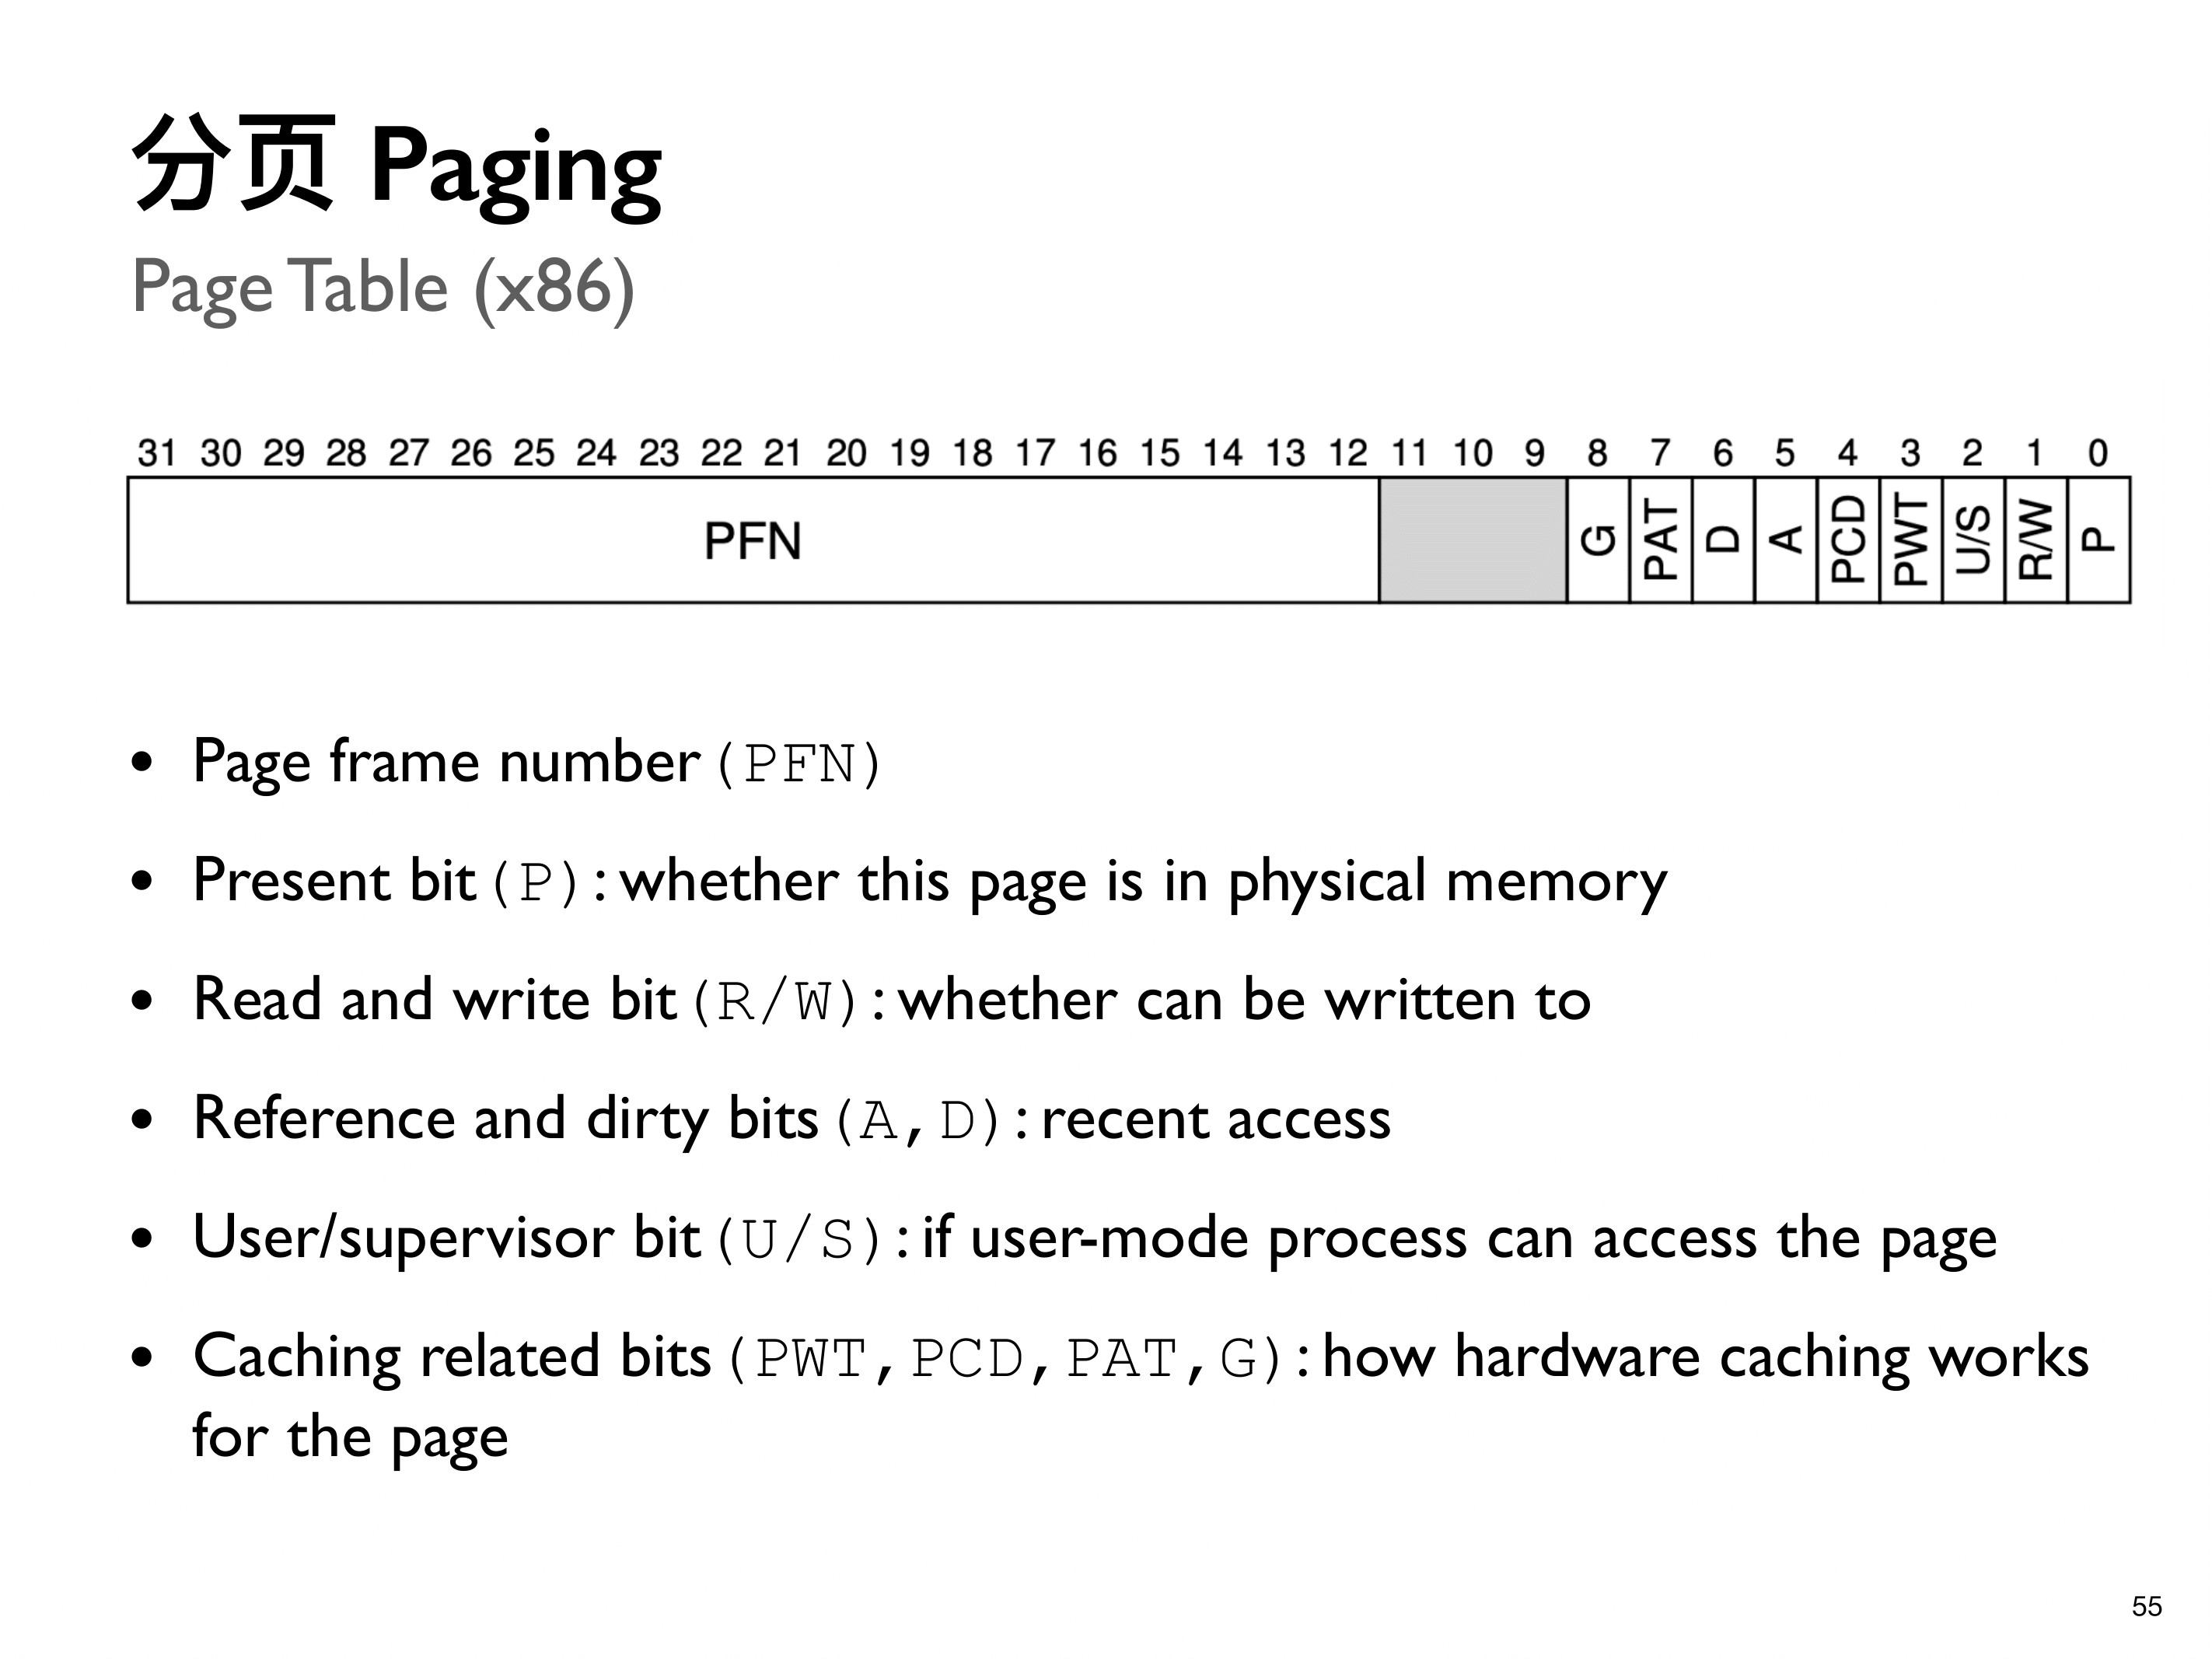 分页 Paging
Page Table (x86)
31 30 29 28 27 26 25 24 23 22 21 20 19 18 17 16 15 14 13 12 11 10 9 8 7 6 5 4 3 2 1 0
PFN G PAT D A PCD PWT U/S R/W P
• Page frame number (PFN)
• Present bit (P): whether this page is in physical memory
• Read and write bit (R/W): whether can be written to
• Reference and dirty bits (A, D): recent access
• User/supervisor bit (U/S): if user-mode process can access the page
• Caching related bits (PWT, PCD, PAT, G): how hardware caching works
for the page
55